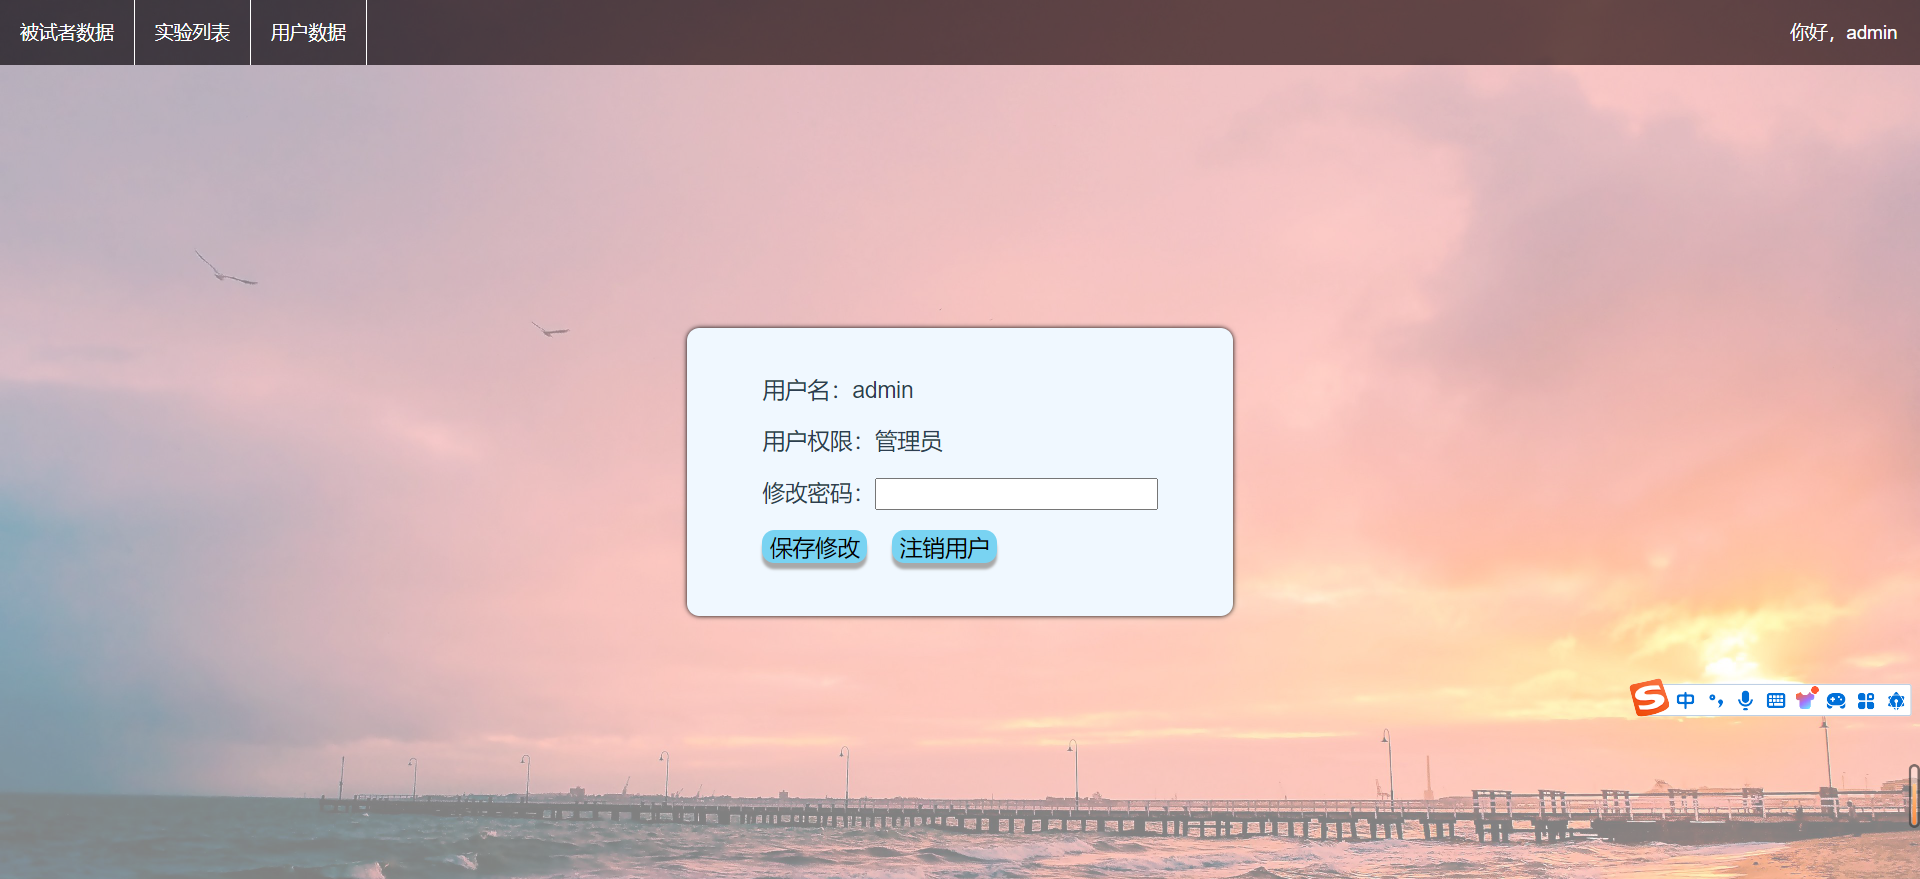 被试者数据 实验列表 用户数据 你好，admin
用户名：admin
用户权限：管理员
修改密码：
保存修改 注销用户
S 中